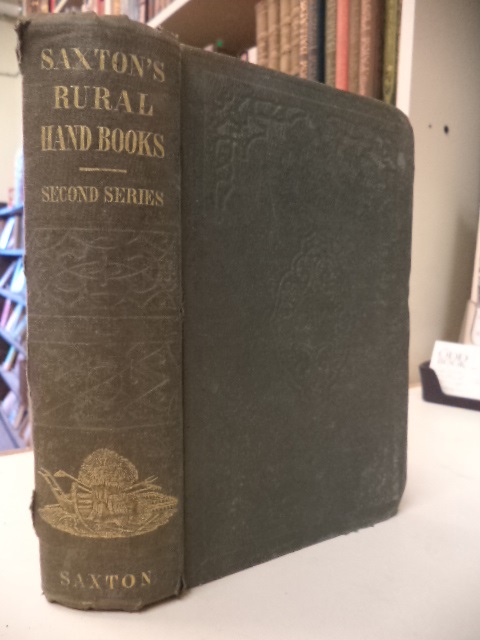 SAXTON'S
RURAL
HAND BOOKS
SECOND SERIES
SAXTON